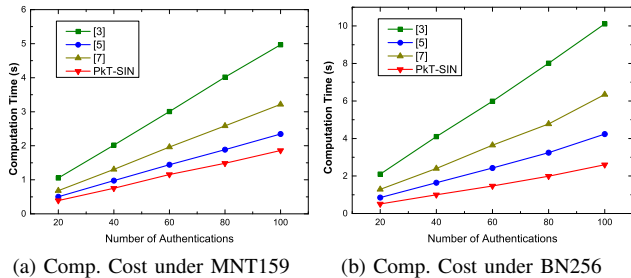 [3]
[5]
[7]
PkT-SIN
Computation Time (s)
6
5
4
3
2
1
0
20 40 60 80 100
Number of Authentications
(a) Comp. Cost under MNT159
[3]
[5]
[7]
PkT-SIN
Computation Time (s)
10
8
6
4
2
0
20 40 60 80 100
Number of Authentications
(b) Comp. Cost under BN256